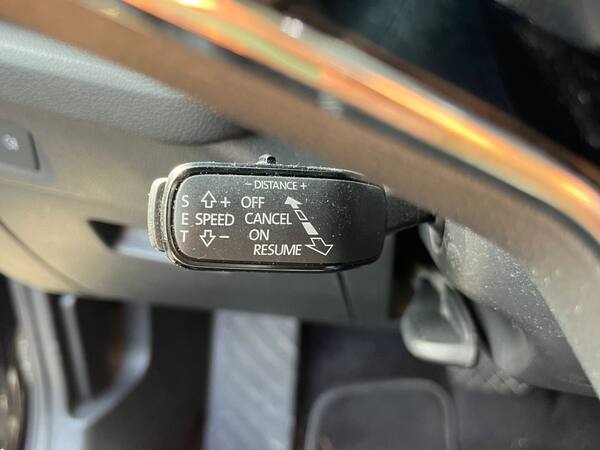 - DISTANCE +
S + OFF
E SPEED CANCEL
T - ON
RESUME